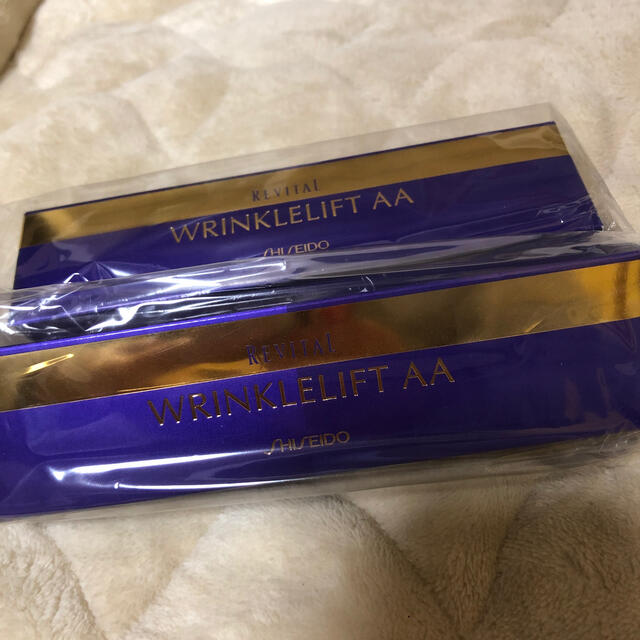 REVITAL
WRINKLELIFT AA
SHISEIDO
REVITAL
WRINKLELIFT AA
SHISEIDO